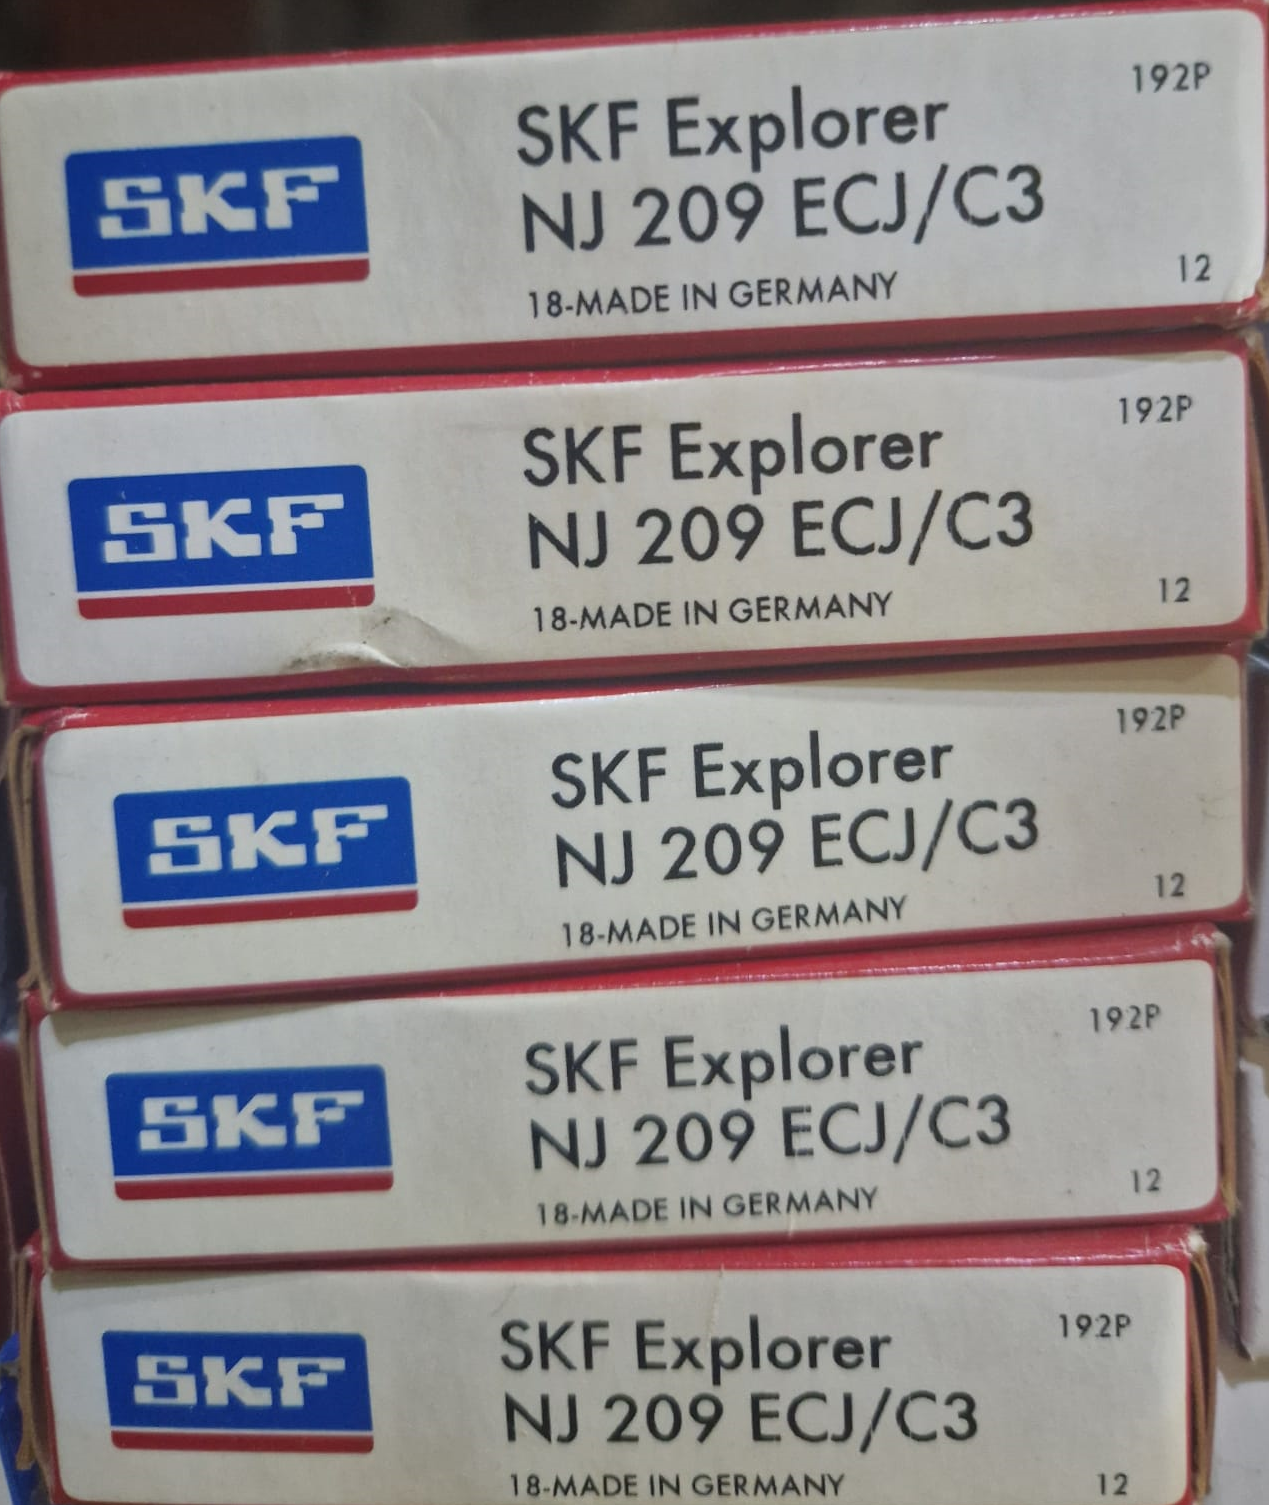 192P
SKF
SKF Explorer
NJ 209 ECJ/C3
18-MADE IN GERMANY
12
192P
SKF
SKF Explorer
NJ 209 ECJ/C3
18-MADE IN GERMANY
12
192P
SKF
SKF Explorer
NJ 209 ECJ/C3
18-MADE IN GERMANY
12
192P
SKF
SKF Explorer
NJ 209 ECJ/C3
18-MADE IN GERMANY
12
192P
SKF
SKF Explorer
NJ 209 ECJ/C3
18-MADE IN GERMANY
12